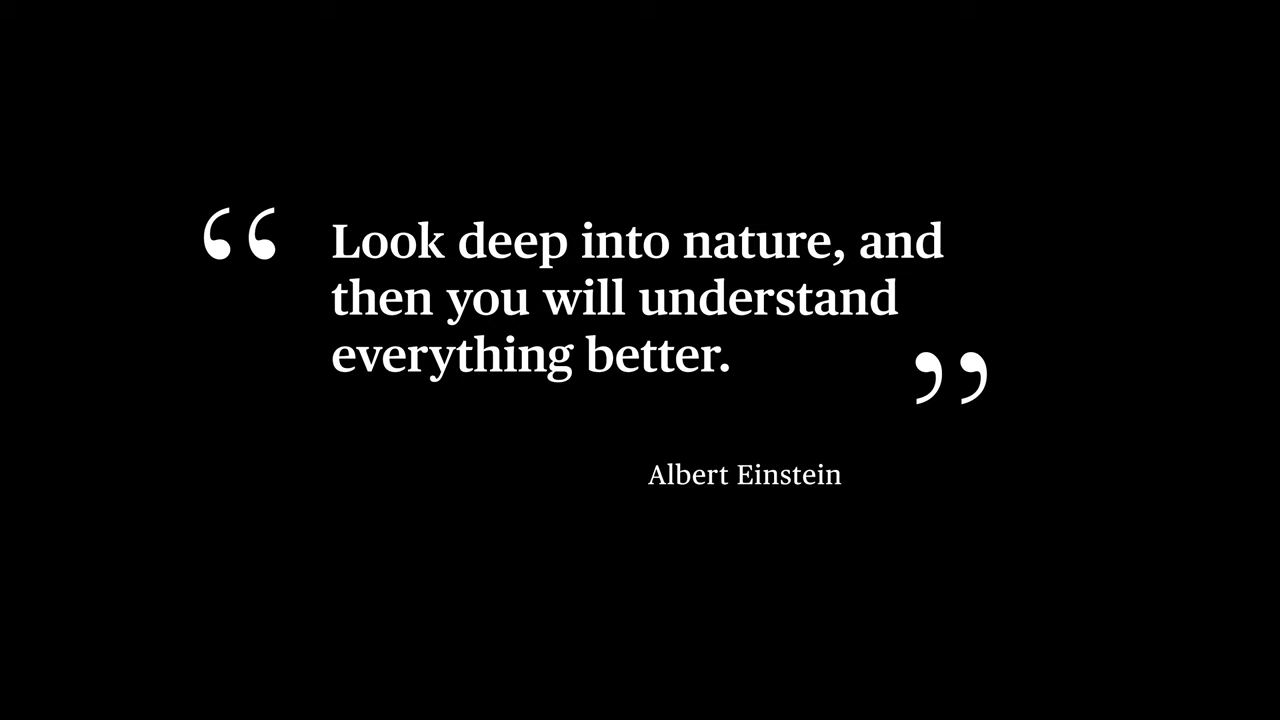 “ Look deep into nature, and
then you will understand
everything better. ”
Albert Einstein